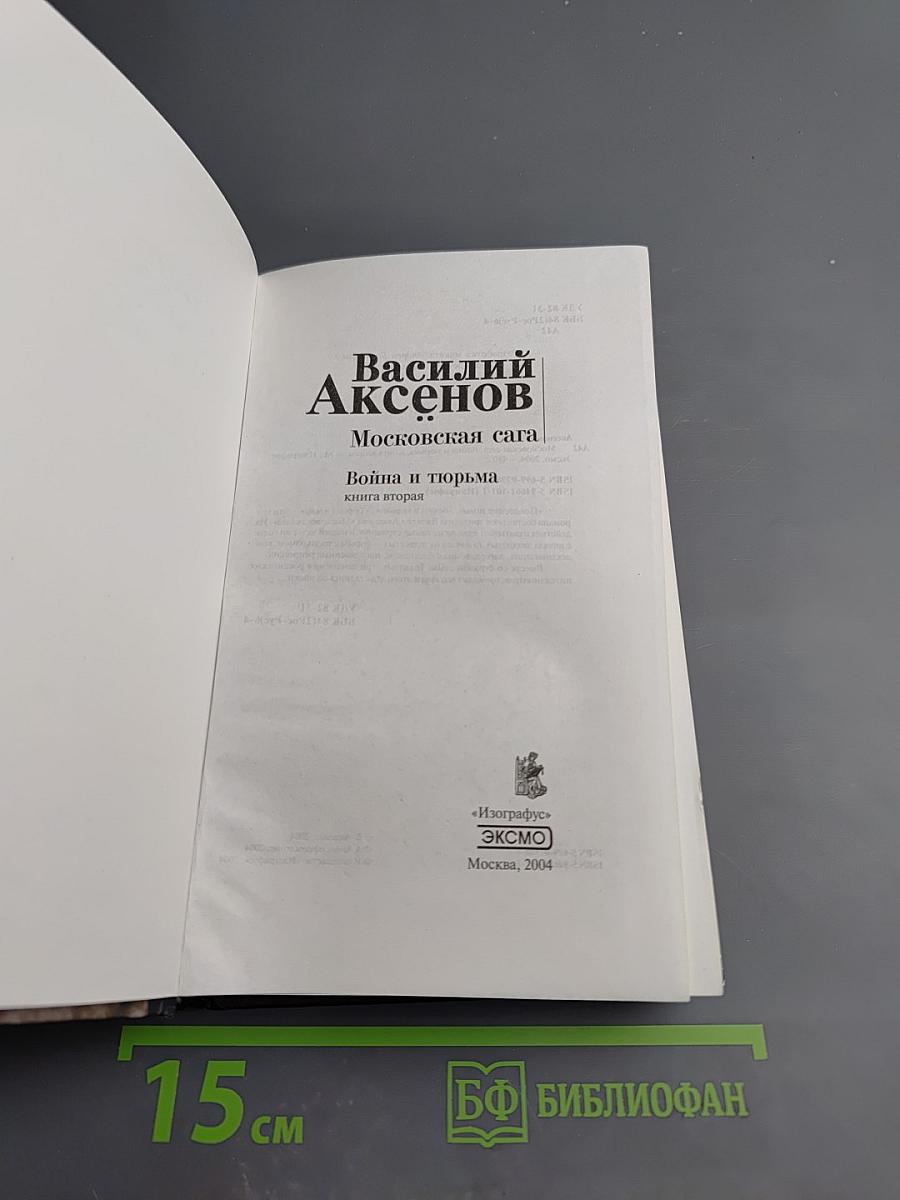 Василий
Аксёнов
Московская сага
Война и тюрьма
книга вторая
«Изографус»
ЭКСМО
Москва, 2004
15 см
БФ БИБЛИОФАН